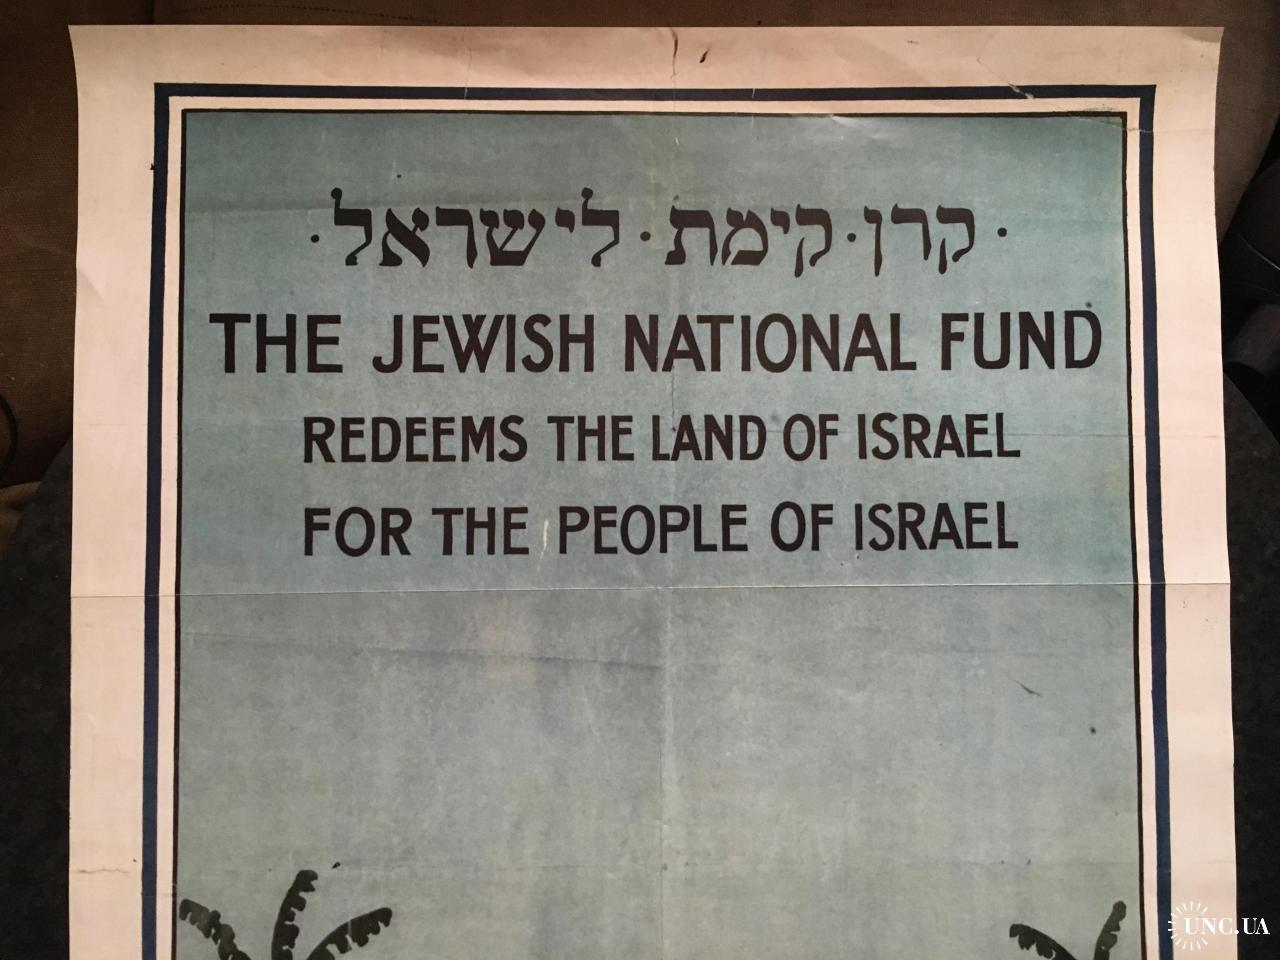 · קרן · קימת · לישראל ·
THE JEWISH NATIONAL FUND
REDEEMS THE LAND OF ISRAEL
FOR THE PEOPLE OF ISRAEL
UNC.UA